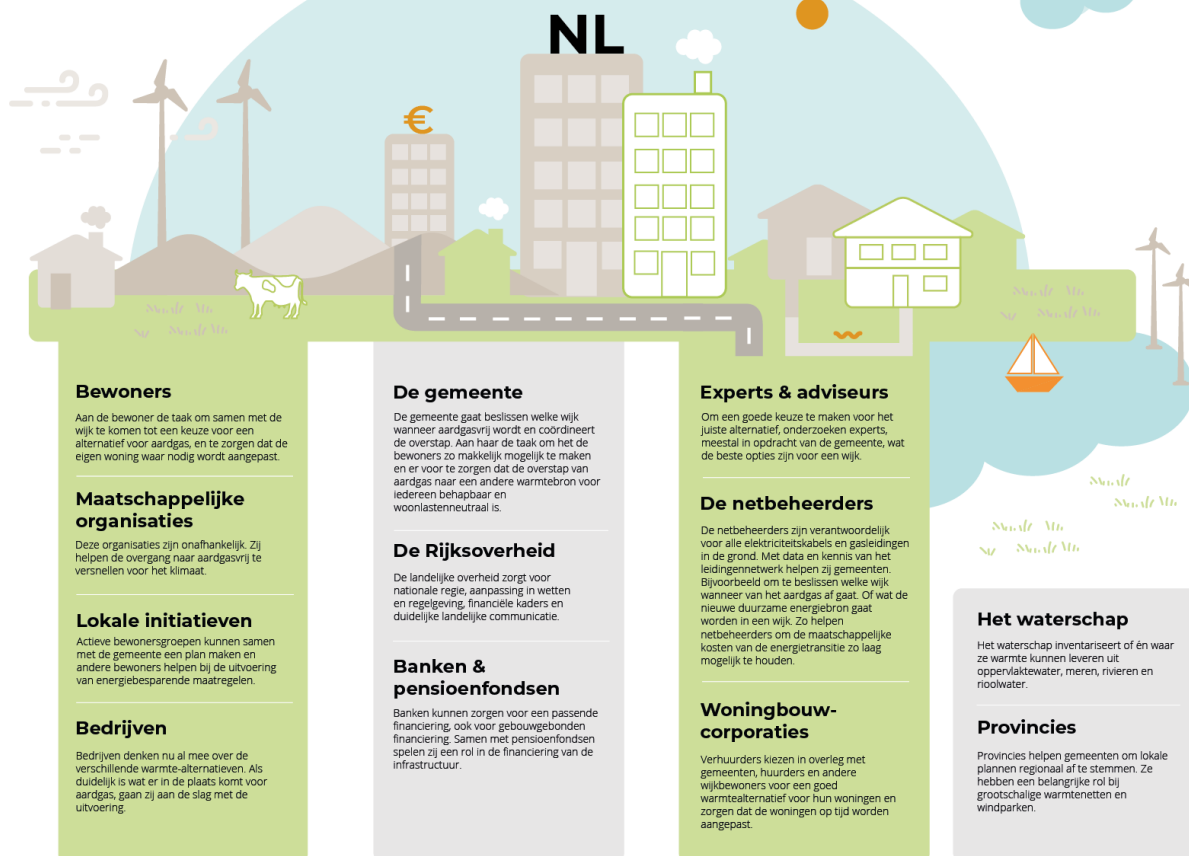 NL
€
Bewoners
Aan de bewoner de taak om samen met de
wijk te komen tot een keuze voor een
alternatief voor aardgas, en te zorgen dat de
eigen woning waar nodig wordt aangepast.
Maatschappelijke
organisaties
Deze organisaties zijn onafhankelijk. Zij
helpen de overgang naar aardgasvrij te
versnellen voor het klimaat.
Lokale initiatieven
Actieve bewonersgroepen kunnen samen
met de gemeente een plan maken en
andere bewoners helpen bij de uitvoering
van energiebesparende maatregelen.
Bedrijven
Bedrijven denken nu al mee over de
verschillende warmte-alternatieven. Als
duidelijk is wat er in de plaats komt voor
aardgas, gaan zij aan de slag met de
uitvoering.
De gemeente
De gemeente gaat beslissen welke wijk
wanneer aardgasvrij wordt en coördineert
de overstap. Aan haar de taak om het de
bewoners zo makkelijk mogelijk te maken
en er voor te zorgen dat de overstap van
aardgas naar een andere warmtebron voor
iedereen behapbaar en
woonlastenneutraal is.
De Rijksoverheid
De landelijke overheid zorgt voor
nationale regie, aanpassing in wetten
en regelgeving, financiële kaders en
duidelijke landelijke communicatie.
Banken &
pensioenfondsen
Banken kunnen zorgen voor een passende
financiering, ook voor gebouwgebonden
financiering. Samen met pensioenfondsen
spelen zij een rol in de financiering van de
infrastructuur.
Experts & adviseurs
Om een goede keuze te maken voor het
juiste alternatief, onderzoeken experts,
meestal in opdracht van de gemeente, wat
de beste opties zijn voor een wijk.
De netbeheerders
De netbeheerders zijn verantwoordelijk
voor alle elektriciteitskabels en gasleidingen
in de grond. Met data en kennis van het
leidingennetwerk helpen zij gemeenten.
Bijvoorbeeld om te beslissen welke wijk
wanneer van het aardgas af gaat. Of wat de
nieuwe duurzame energiebron gaat
worden in een wijk. Zo helpen
netbeheerders om de maatschappelijke
kosten van de energietransitie zo laag
mogelijk te houden.
Woningbouw-
corporaties
Verhuurders kiezen in overleg met
gemeenten, huurders en andere
wijkbewoners voor een goed
warmtealternatief voor hun woningen en
zorgen dat de woningen op tijd worden
aangepast.
Het waterschap
Het waterschap inventariseert of én waar
ze warmte kunnen leveren uit
oppervlaktewater, meren, rivieren en
rioolwater.
Provincies
Provincies helpen gemeenten om lokale
plannen regionaal af te stemmen. Ze
hebben een belangrijke rol bij
grootschalige warmtenetten en
windparken.